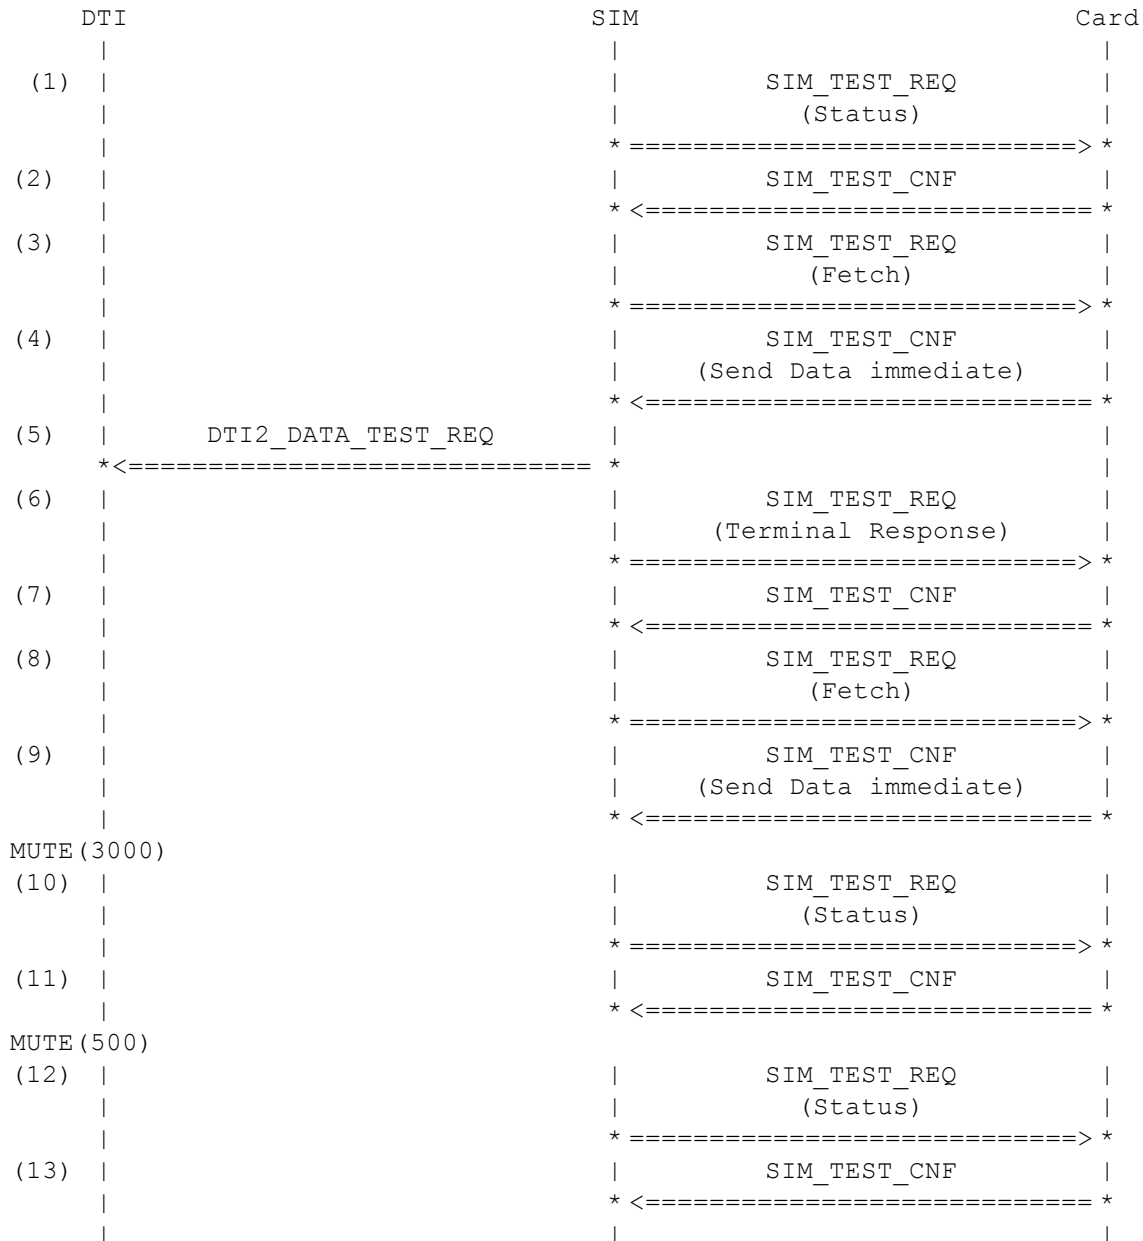 DTI SIM Card
| | |
(1) | | SIM_TEST_REQ |
| | (Status) |
| * ============================> *
(2) | | SIM_TEST_CNF |
| * <============================ *
(3) | | SIM_TEST_REQ |
| | (Fetch) |
| * ============================> *
(4) | | SIM_TEST_CNF |
| | (Send Data immediate) |
| * <============================ *
(5) | DTI2_DATA_TEST_REQ | |
*<============================= * |
(6) | | SIM_TEST_REQ |
| | (Terminal Response) |
| * ============================> *
(7) | | SIM_TEST_CNF |
| * <============================ *
(8) | | SIM_TEST_REQ |
| | (Fetch) |
| * ============================> *
(9) | | SIM_TEST_CNF |
| | (Send Data immediate) |
| * <============================ *
MUTE(3000)
(10) | | SIM_TEST_REQ |
| | (Status) |
| * ============================> *
(11) | | SIM_TEST_CNF |
| * <============================ *
MUTE(500)
(12) | | SIM_TEST_REQ |
| | (Status) |
| * ============================> *
(13) | | SIM_TEST_CNF |
| * <============================ *
| | |